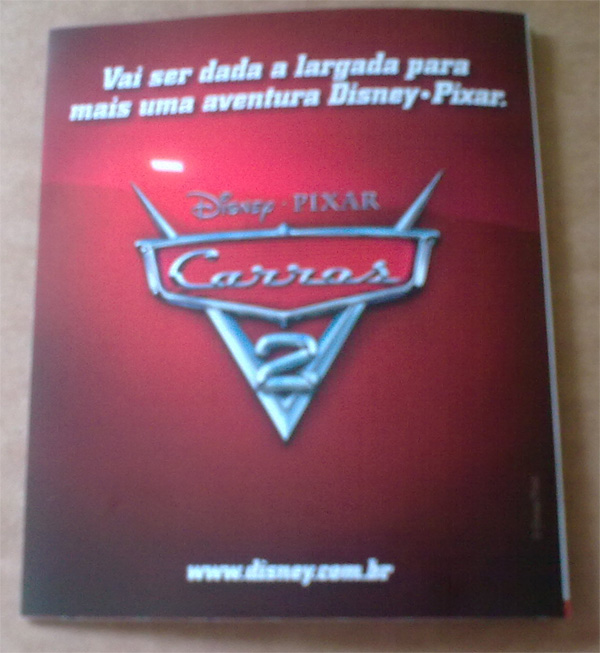 Vai ser dada a largada para
mais uma aventura Disney•Pixar.
Disney • PIXAR
Carros
2
www.disney.com.br